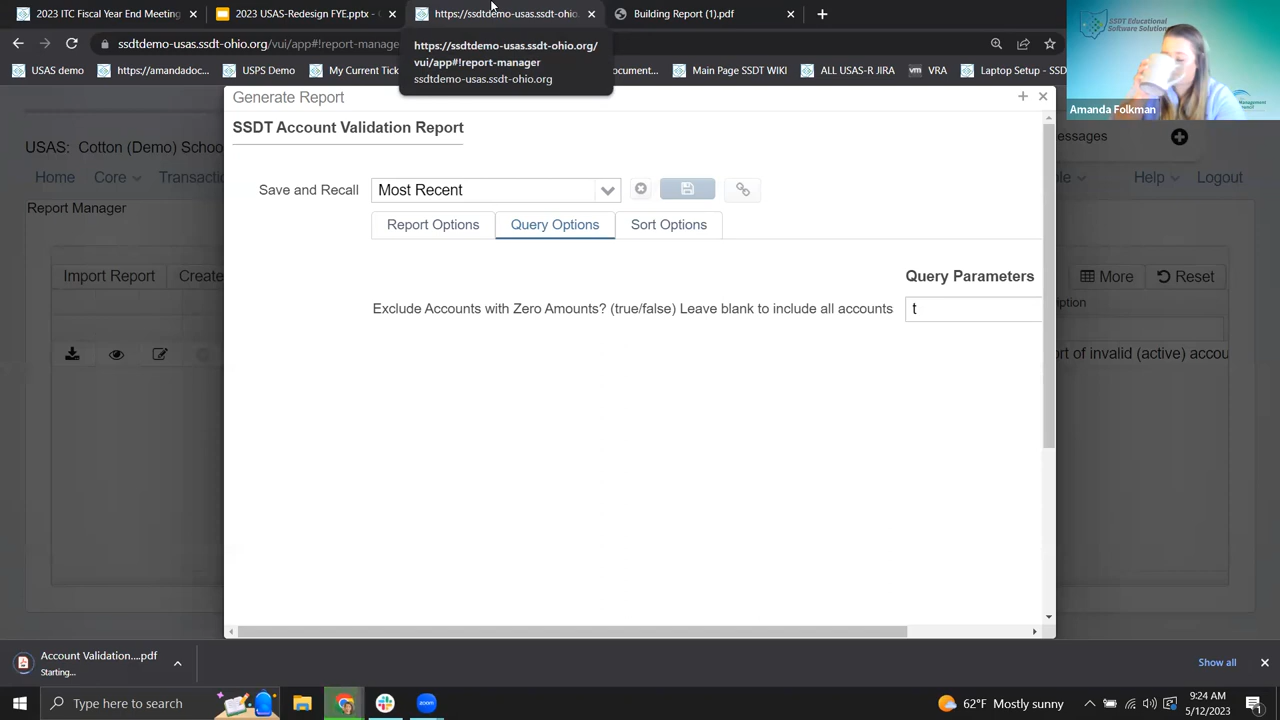 2023 ITC Fiscal Year End Meeting
2023 USAS-Redesign FYE.pptx
https://ssdtdemo-usas.ssdt-ohio.
Building Report (1).pdf
ssdtdemo-usas.ssdt-ohio.org/vui/app#!report-manage
https://ssdtdemo-usas.ssdt-ohio.org/
vui/app#!report-manager
ssdtdemo-usas.ssdt-ohio.org
USAS demo
https://amandado
USPS Demo
My Current Tick
ocument...
Main Page SSDT WIKI
ALL USAS-R JIRA
VRA
Laptop Setup - SSD
SSDT Educational
Software Solutions
Management
Amanda Folkman
Generate Report
SSDT Account Validation Report
USAS: Cotton (Demo) Schoo
essages
Home
Core
Transactio
le
Help
Logout
Save and Recall
Most Recent
Report Manager
Report Options
Query Options
Sort Options
Import Report
Create
Query Parameters
More
Reset
Exclude Accounts with Zero Amounts? (true/false) Leave blank to include all accounts
t
ption
rt of invalid (active) accou
Account Validation....pdf
Starting...
Show all
Type here to search
zoom
62°F Mostly sunny
9:24 AM
5/12/2023
1